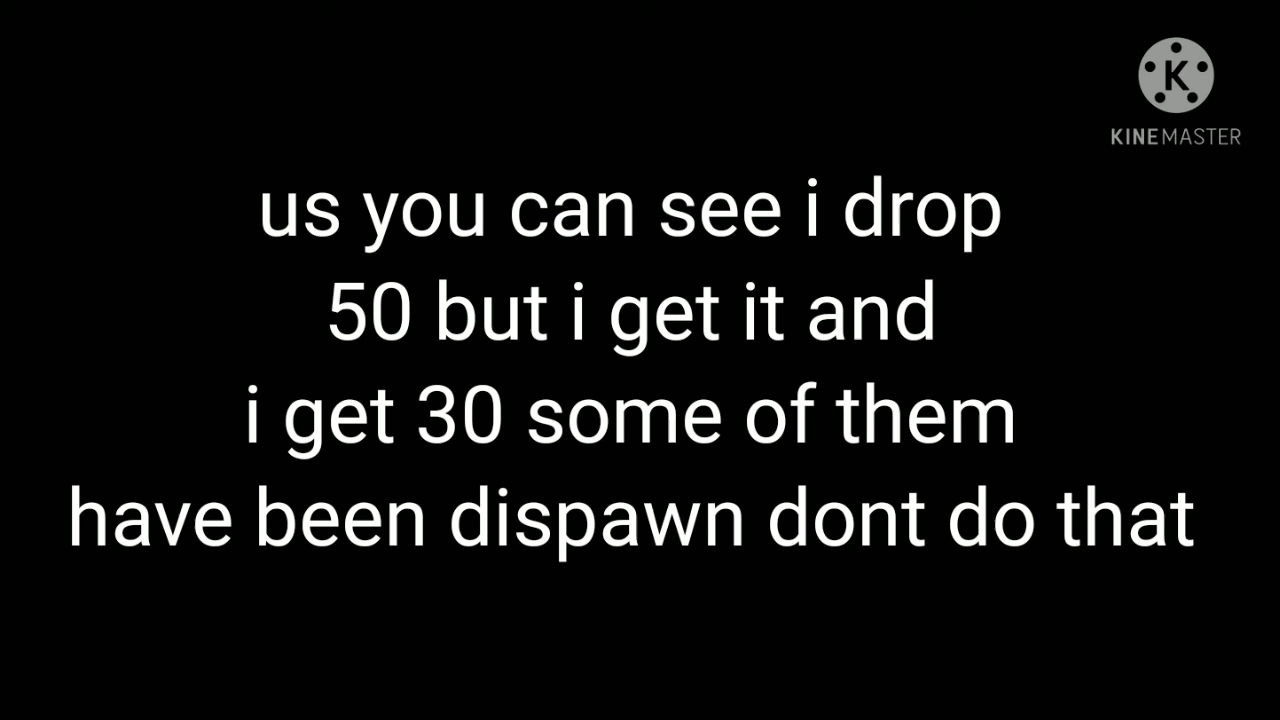 K
KINEMASTER
us you can see i drop
50 but i get it and
i get 30 some of them
have been dispawn dont do that